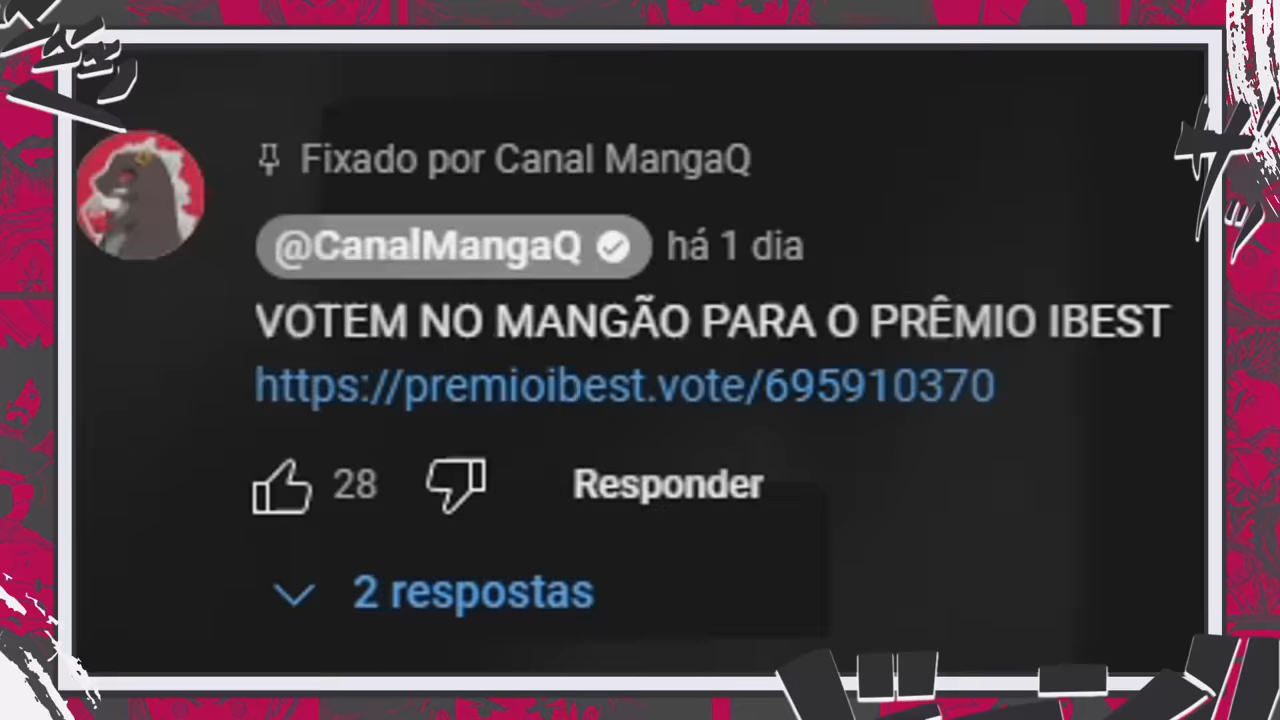 Fixado por Canal MangaQ
@CanalMangaQ há 1 dia
VOTEM NO MANGÃO PARA O PRÊMIO IBEST
https://premioibest.vote/695910370
28 Responder
2 respostas